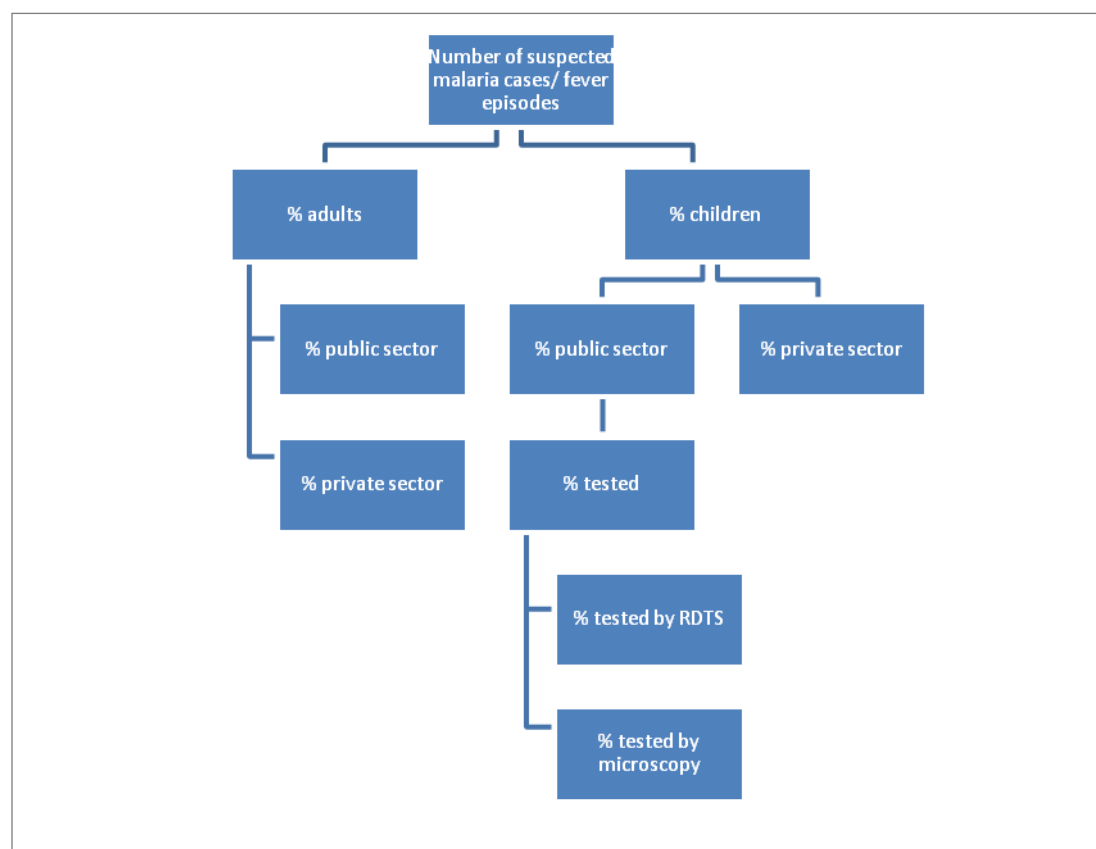 Number of suspected
malaria cases/ fever
episodes
% adults
% children
% public sector
% public sector
% private sector
% private sector
% tested
% tested by RDTS
% tested by
microscopy